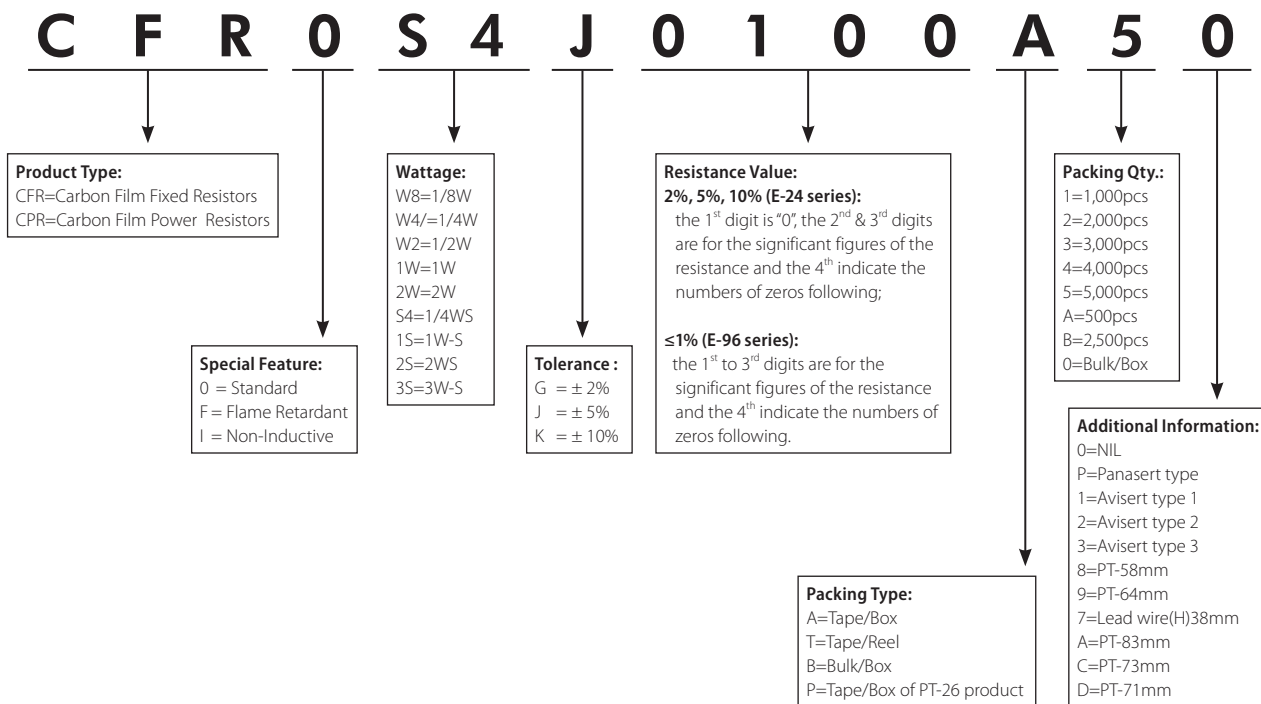 C F R 0 S 4 J 0 1 0 0 A 5 0
Product Type:
CFR=Carbon Film Fixed Resistors
CPR=Carbon Film Power Resistors
Special Feature:
0 = Standard
F = Flame Retardant
I = Non-Inductive
Wattage:
W8=1/8W
W4/=1/4W
W2=1/2W
1W=1W
2W=2W
S4=1/4WS
1S=1W-S
2S=2WS
3S=3W-S
Tolerance :
G = ± 2%
J = ± 5%
K = ± 10%
Resistance Value:
2%, 5%, 10% (E-24 series):
the 1st digit is "0", the 2nd & 3rd digits
are for the significant figures of the
resistance and the 4th indicate the
numbers of zeros following;
≤1% (E-96 series):
the 1st to 3rd digits are for the
significant figures of the resistance
and the 4th indicate the numbers of
zeros following.
Packing Type:
A=Tape/Box
T=Tape/Reel
B=Bulk/Box
P=Tape/Box of PT-26 product
Packing Qty.:
1=1,000pcs
2=2,000pcs
3=3,000pcs
4=4,000pcs
5=5,000pcs
A=500pcs
B=2,500pcs
0=Bulk/Box
Additional Information:
0=NIL
P=Panasert type
1=Avisert type 1
2=Avisert type 2
3=Avisert type 3
8=PT-58mm
9=PT-64mm
7=Lead wire(H)38mm
A=PT-83mm
C=PT-73mm
D=PT-71mm